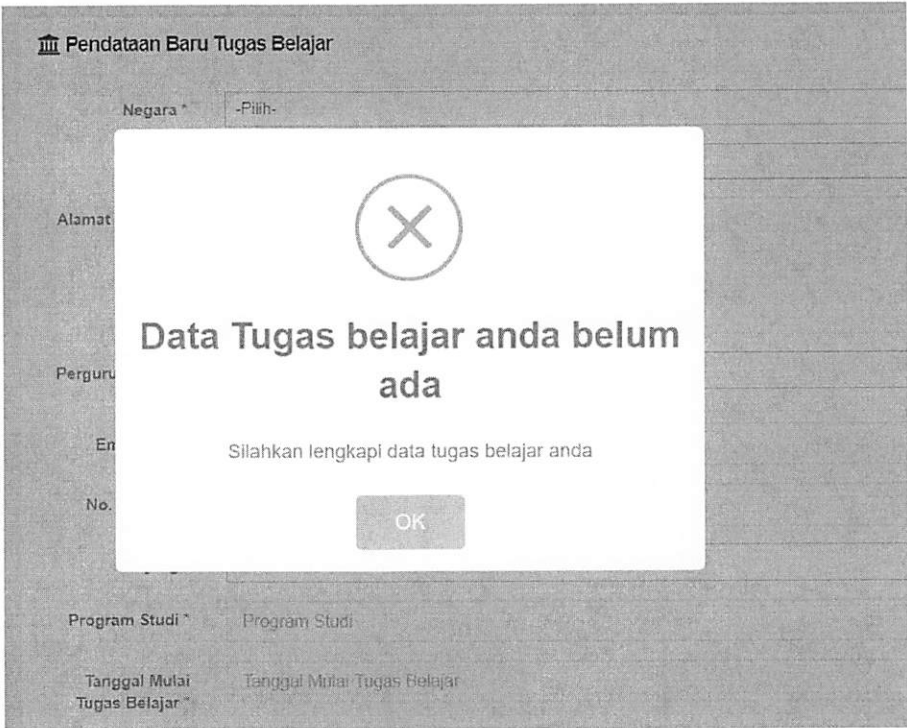 Pendataan Baru Tugas Belajar
Negara *
-Pilih-
Alamat
Data Tugas belajar anda belum
ada
Silahkan lengkapi data tugas belajar anda
OK
Program Studi *
Program Studi
Tanggal Mulai
Tugas Belajar *
Tanggal Mulai Tugas Belajar